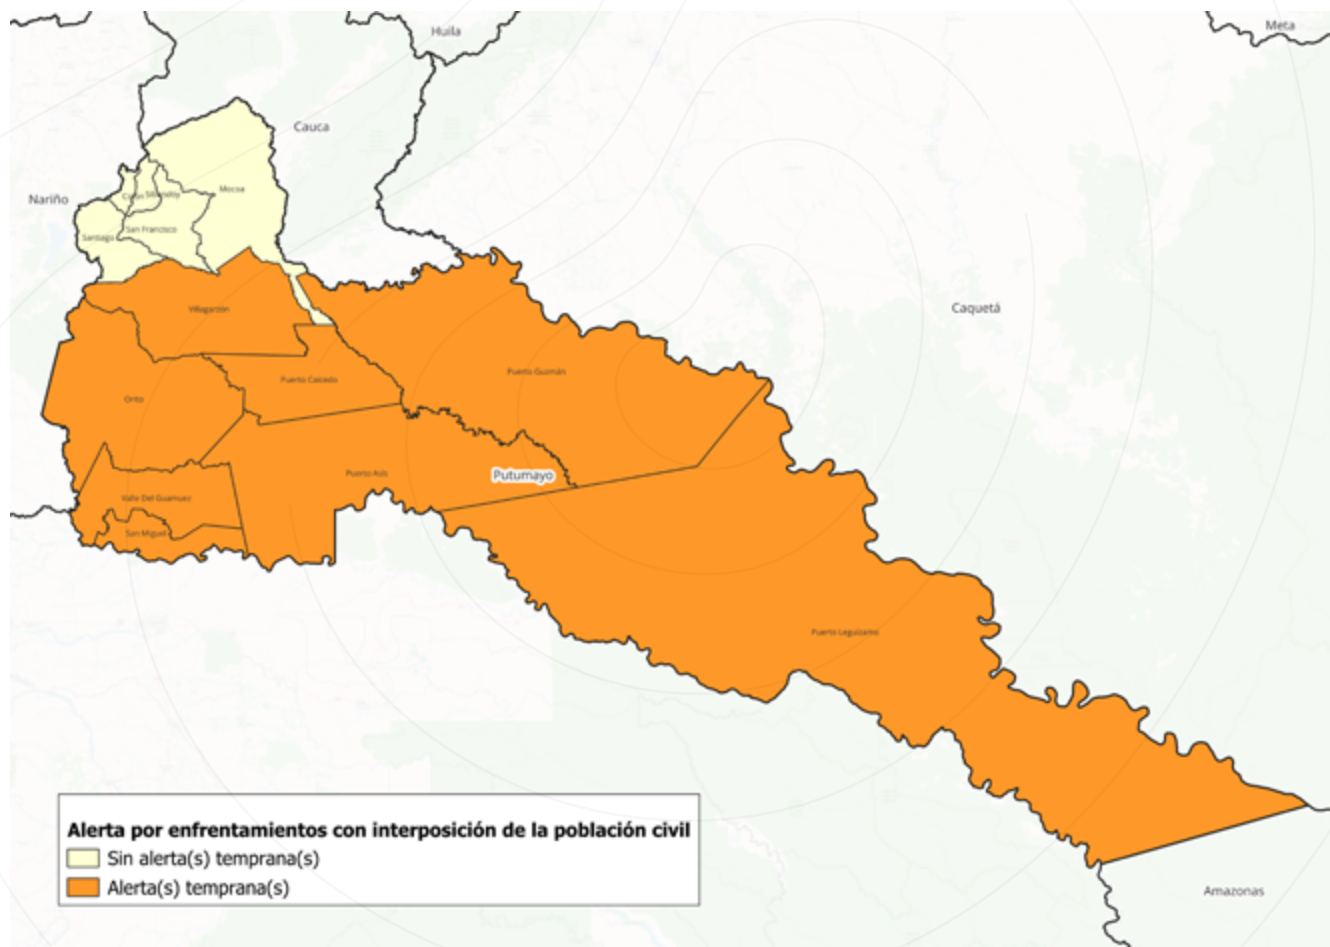 Huila
Meta
Cauca
Nariño
Colón
Sibundoy
Mocoa
San Francisco
Santiago
Caquetá
Villagarzón
Puerto Guzmán
Puerto Caicedo
Orito
Puerto Asís
Putumayo
Valle Del Guamuez
San Miguel
Puerto Leguízamo
Alerta por enfrentamientos con interposición de la población civil
Sin alerta(s) temprana(s)
Alerta(s) temprana(s)
Amazonas